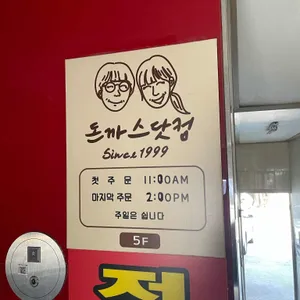 돈까스닷컴
Since 1999
첫 주문 11:00AM
마지막 주문 2:00PM
주일은 쉽니다
5F